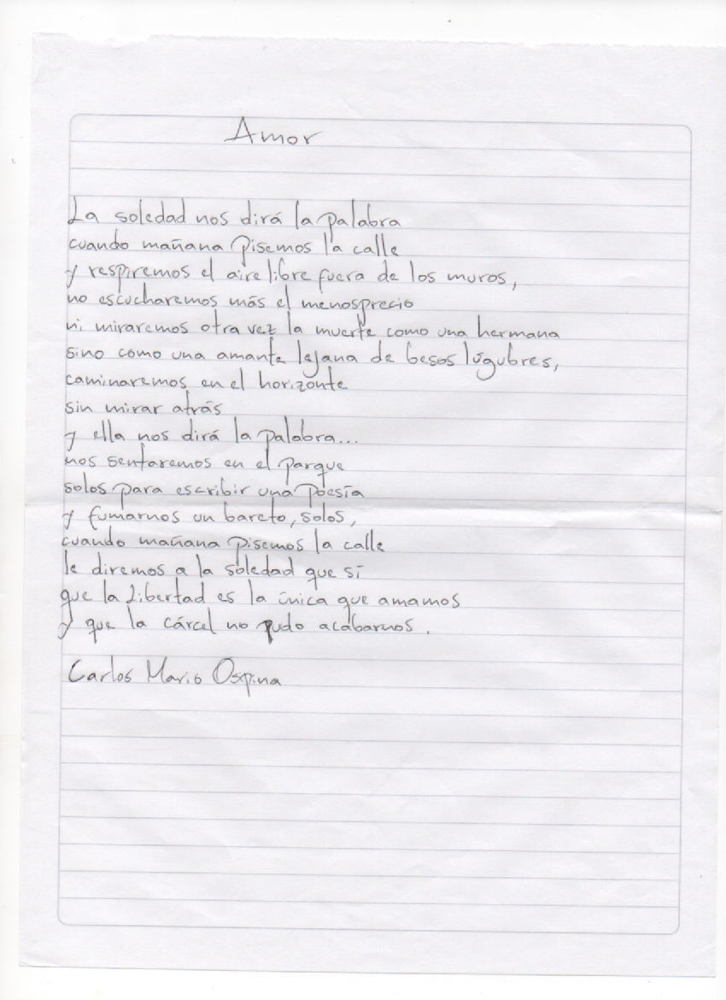 Amor
La soledad nos dirá la palabra
cuando mañana pisemos la calle
y respiremos el aire libre fuera de los muros,
no escucharemos más el menosprecio
ni miraremos otra vez la muerte como una hermana
sino como una amante lejana de besos lúgubres,
caminaremos en el horizonte
sin mirar atrás
y ella nos dirá la palabra...
nos sentaremos en el parque
solos para escribir una poesía
y fumarnos un bareto, solos,
cuando mañana pisemos la calle
le diremos a la soledad que sí
que la Libertad es la única que amamos
y que la cárcel no pudo acabarnos.
Carlos Mario Ospina